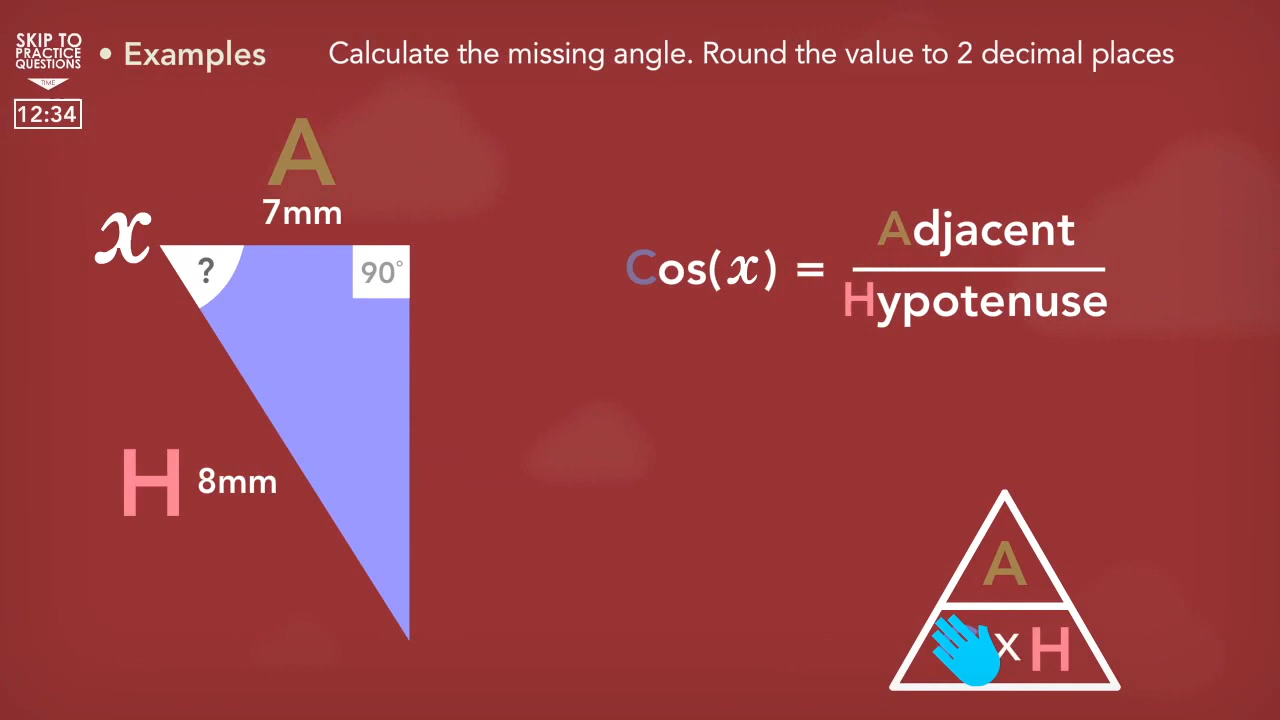 SKIP TO
PRACTICE
QUESTIONS
TIME
12:34
• Examples
Calculate the missing angle. Round the value to 2 decimal places
A
7mm
x
?
90°
H 8mm
Cos(x) = Adjacent
Hypotenuse
A
x H